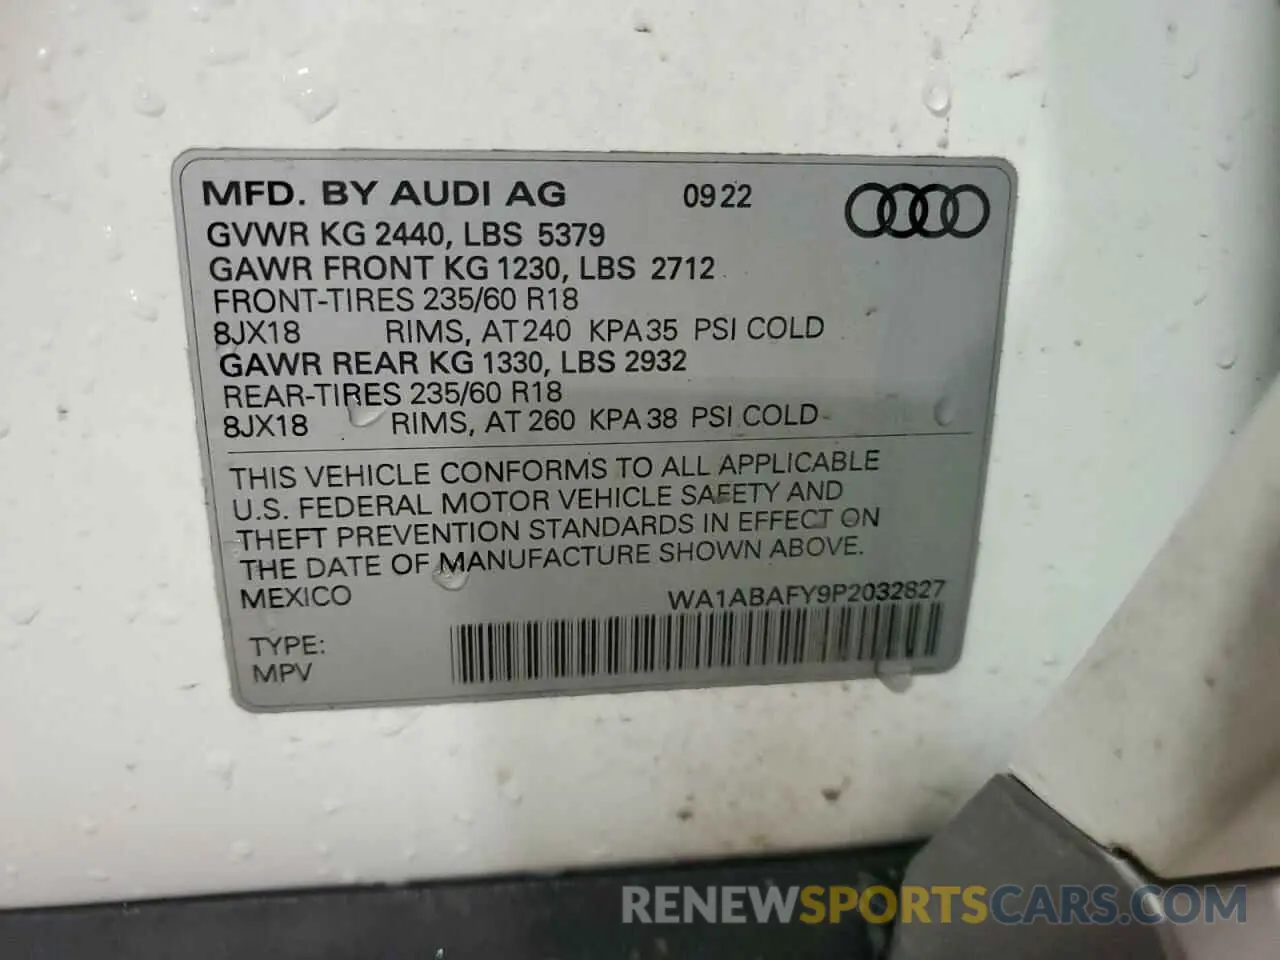 MFD. BY AUDI AG 09 22
GVWR KG 2440, LBS 5379
GAWR FRONT KG 1230, LBS 2712
FRONT-TIRES 235/60 R18
8JX18 RIMS, AT 240 KPA 35 PSI COLD
GAWR REAR KG 1330, LBS 2932
REAR-TIRES 235/60 R18
8JX18 RIMS, AT 260 KPA 38 PSI COLD
THIS VEHICLE CONFORMS TO ALL APPLICABLE
U.S. FEDERAL MOTOR VEHICLE SAFETY AND
THEFT PREVENTION STANDARDS IN EFFECT ON
THE DATE OF MANUFACTURE SHOWN ABOVE.
MEXICO WA1ABAFY9P2032827
TYPE:
MPV
RENEWSPORTSCARS.COM